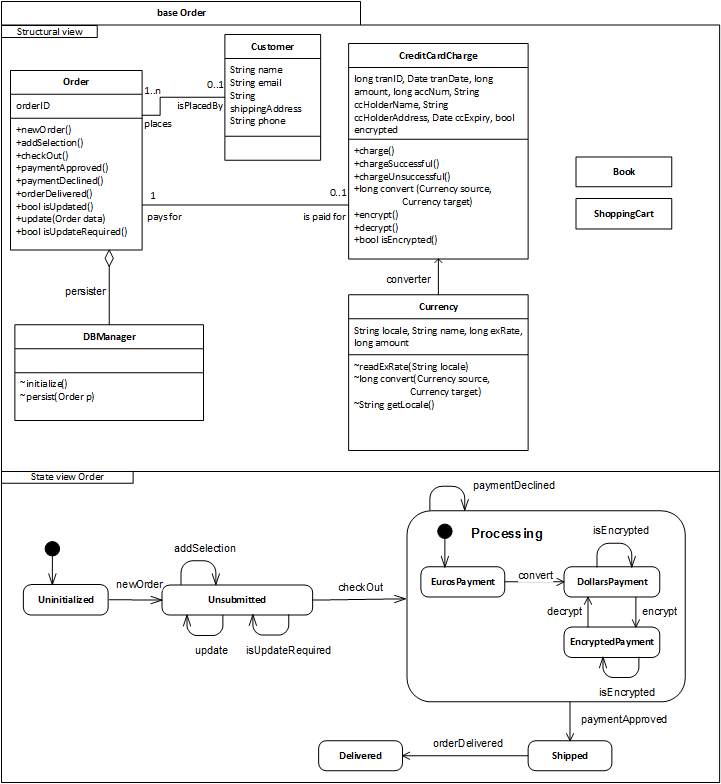 base Order
Structural view
Order
orderID
+newOrder()
+addSelection()
+checkOut()
+paymentApproved()
+paymentDeclined()
+orderDelivered()
+bool isUpdated()
+update(Order data)
+bool isUpdateRequired()
1..n
places
0..1
isPlacedBy
Customer
String name
String email
String
shippingAddress
String phone
CreditCardCharge
long tranID, Date tranDate, long
amount, long accNum, String
ccHolderName, String
ccHolderAddress, Date ccExpiry, bool
encrypted
+charge()
+chargeSuccessful()
+chargeUnsuccessful()
+long convert (Currency source,
Currency target)
+encrypt()
+decrypt()
+bool isEncrypted()
1
pays for
0..1
is paid for
Book
ShoppingCart
persister
converter
DBManager
~initialize()
~persist(Order p)
Currency
String locale, String name, long exRate,
long amount
~readExRate(String locale)
~long convert(Currency source,
Currency target)
~String getLocale()
State view Order
paymentDeclined
Processing
isEncrypted
addSelection
EurosPayment
convert
DollarsPayment
Uninitialized
newOrder
Unsubmitted
checkOut
decrypt
encrypt
EncryptedPayment
update
isUpdateRequired
isEncrypted
paymentApproved
Delivered
orderDelivered
Shipped